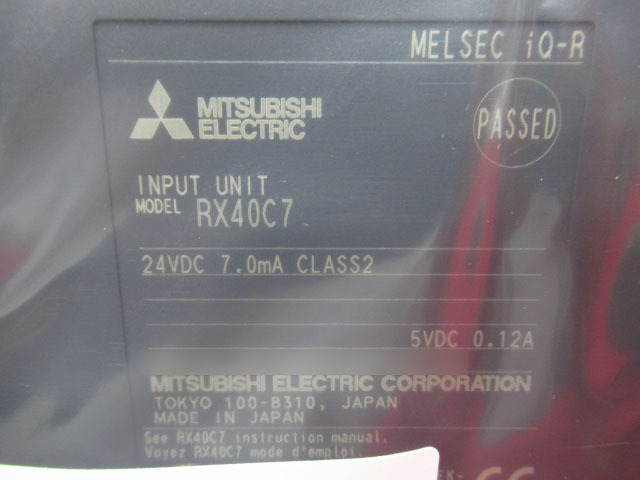 MELSEC iQ-R
MITSUBISHI
ELECTRIC
PASSED
INPUT UNIT
MODEL RX40C7
24VDC 7.0mA CLASS2
5VDC 0.12A
MITSUBISHI ELECTRIC CORPORATION
TOKYO 100-8310, JAPAN
MADE IN JAPAN
See RX40C7 instruction manual.
Voyez RX40C7 mode d'emploi.